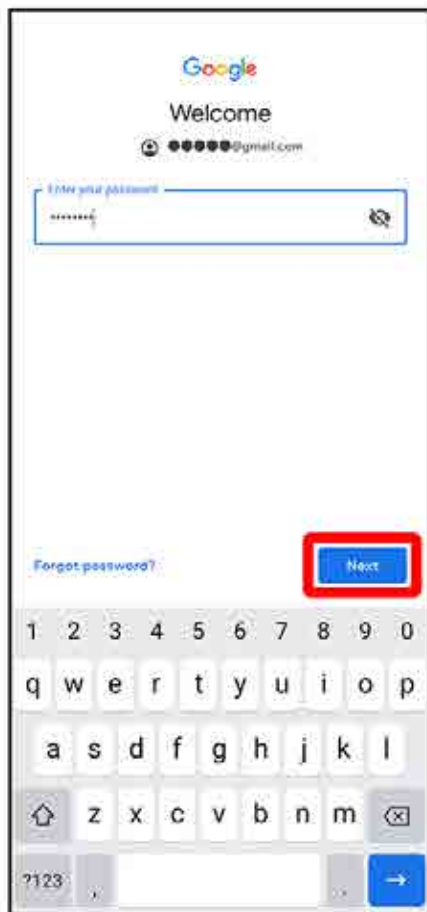 Google
Welcome
●●●●●@gmail.com
Enter your password
••••••••
Forgot password?
Next
1 2 3 4 5 6 7 8 9 0
q w e r t y u i o p
a s d f g h j k l
z x c v b n m
?123 , .